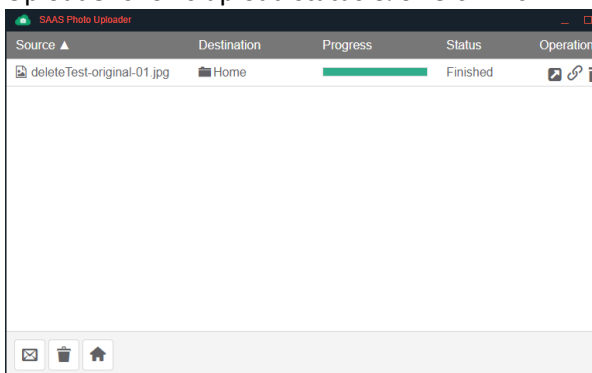 SAAS Photo Uploader
Source ▲ Destination Progress Status Operation
deleteTest-original-01.jpg Home Finished